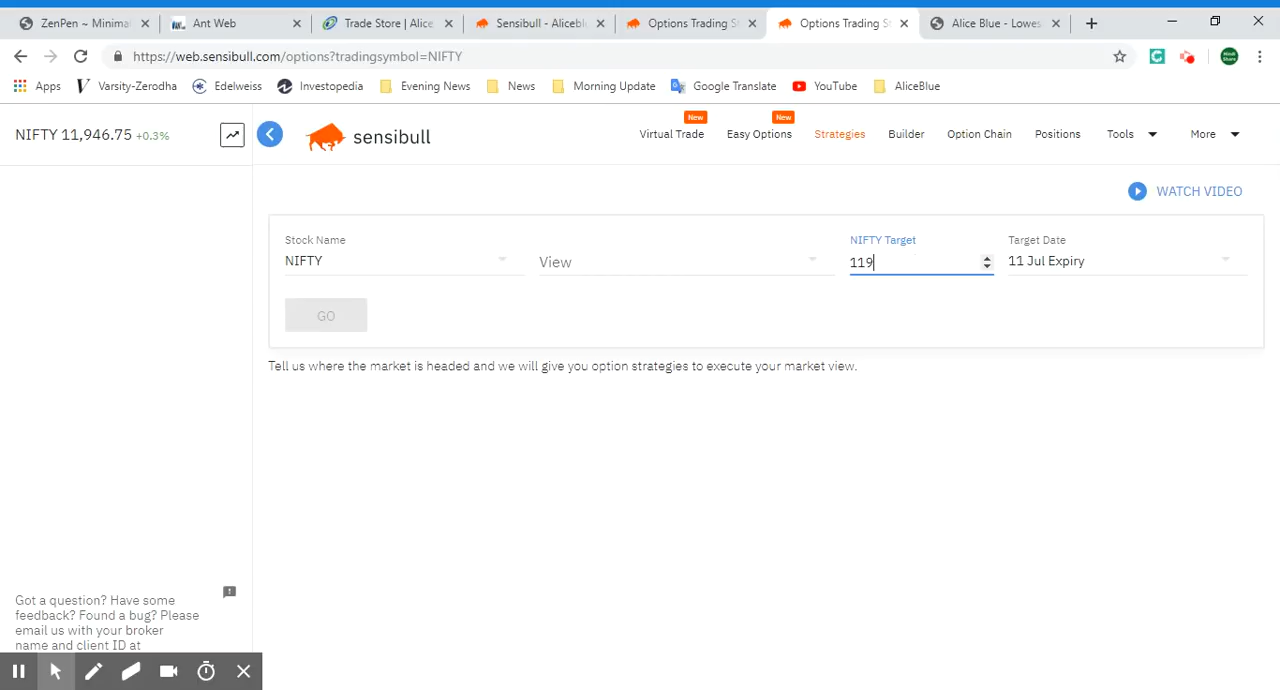 ZenPen ~ Minima
Ant Web
Trade Store | Alice
Sensibull - Aliceblu
Options Trading St
Options Trading St
Alice Blue - Lowes
https://web.sensibull.com/options?tradingsymbol=NIFTY
Apps
Varsity-Zerodha
Edelweiss
Investopedia
Evening News
News
Morning Update
Google Translate
YouTube
AliceBlue
NIFTY 11,946.75 +0.3%
sensibull
New
Virtual Trade
New
Easy Options
Strategies
Builder
Option Chain
Positions
Tools
More
WATCH VIDEO
Stock Name
NIFTY
View
NIFTY Target
119
Target Date
11 Jul Expiry
GO
Tell us where the market is headed and we will give you option strategies to execute your market view.
Got a question? Have some
feedback? Found a bug? Please
email us with your broker
name and client ID at